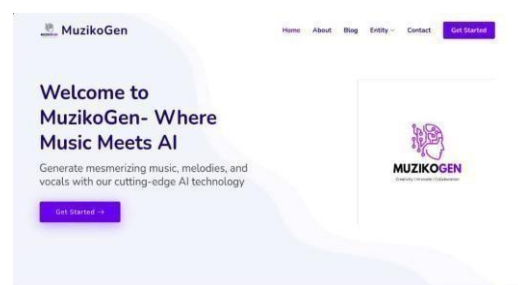 MuzikoGen
Home About Blog Entity Contact Get Started
Welcome to
MuzikoGen- Where
Music Meets AI
Generate mesmerizing music, melodies, and
vocals with our cutting-edge AI technology
Get Started →
MUZIKOGEN